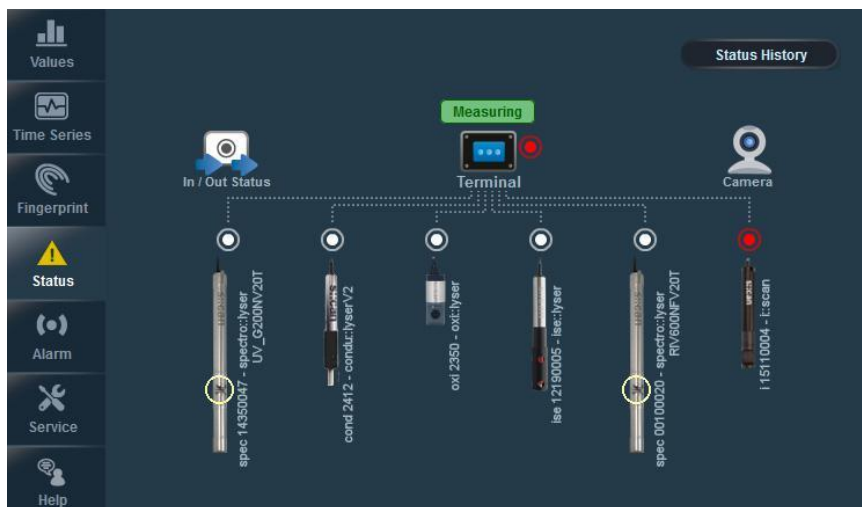 Values
Time Series
Fingerprint
Status
Alarm
Service
Help
Status History
Measuring
In / Out Status
Terminal
Camera
spec 14350047 - spectro::lyser
UV_G200NV20T
cond 2412 - condu::lyserV2
oxi 2350 - oxi::lyser
ise 12190005 - ise::lyser
spec 00100020 - spectro::lyser
RIV600NFV20T
i 15110004 - i::scan